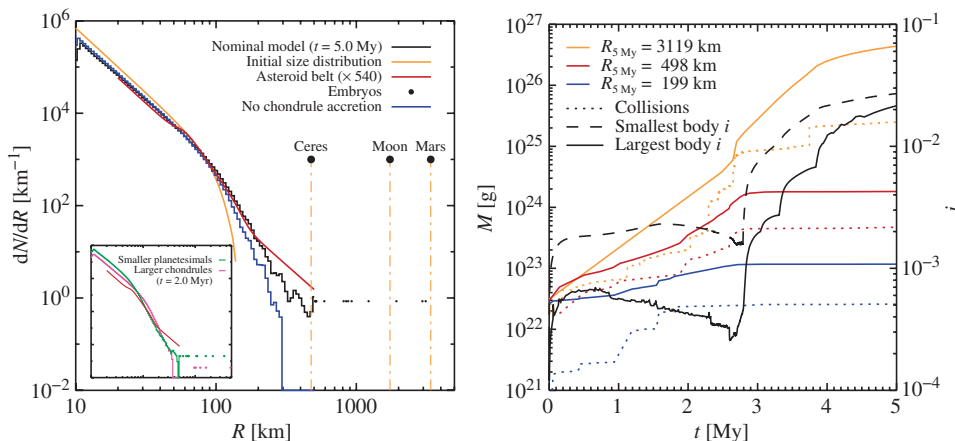 10^6
10^4
10^2
10^0
10^−2
dN/dR [km^−1]
Nominal model (t = 5.0 My)
Initial size distribution
Asteroid belt (× 540)
Embryos
No chondrule accretion
Ceres
Moon
Mars
Smaller planetesimals
Larger chondrules
(t = 2.0 Myr)
10
100
1000
R [km]
10^27
10^26
10^25
10^24
10^23
10^22
10^21
M [g]
R_5 My = 3119 km
R_5 My = 498 km
R_5 My = 199 km
Collisions
Smallest body i
Largest body i
10^−1
10^−2
10^−3
10^−4
i
0
1
2
3
4
5
t [My]